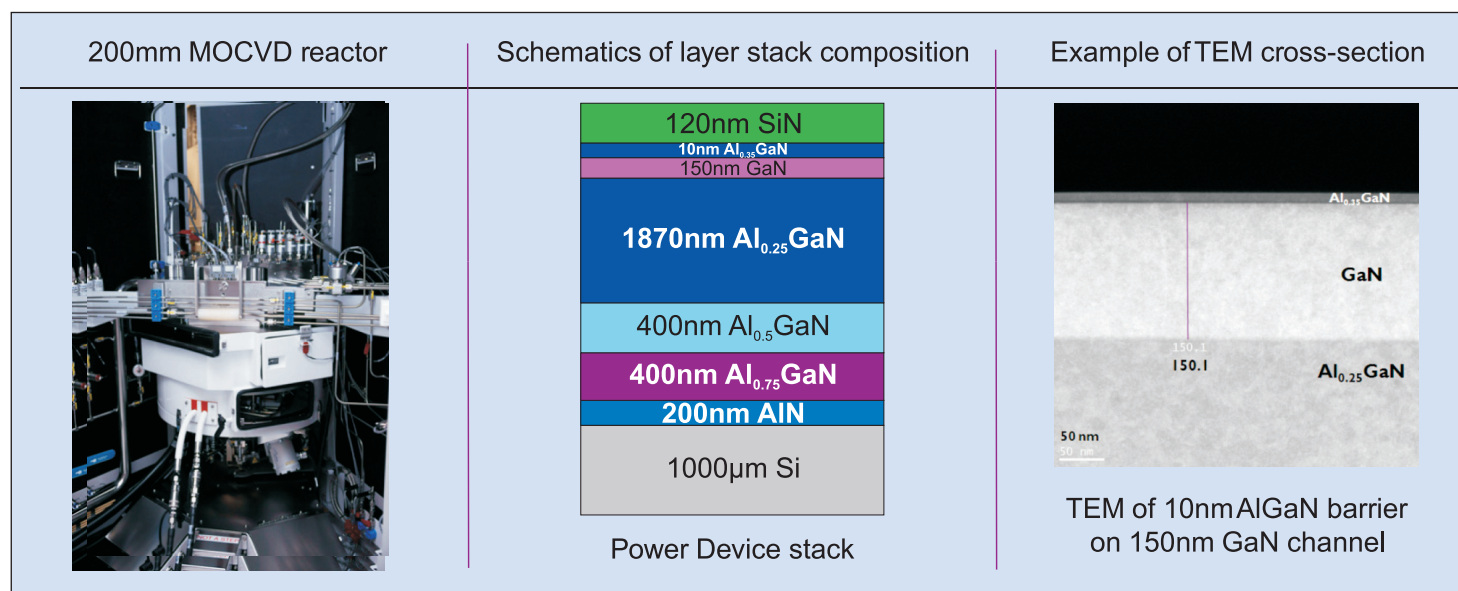 200mm MOCVD reactor
Schematics of layer stack composition
Example of TEM cross-section
120nm SiN
10nm Al0.35GaN
150nm GaN
1870nm Al0.25GaN
400nm Al0.5GaN
400nm Al0.75GaN
200nm AlN
1000µm Si
Power Device stack
Al0.35GaN
GaN
150.1
150.1
Al0.25GaN
50 nm
50 nm
TEM of 10nm AlGaN barrier
on 150nm GaN channel